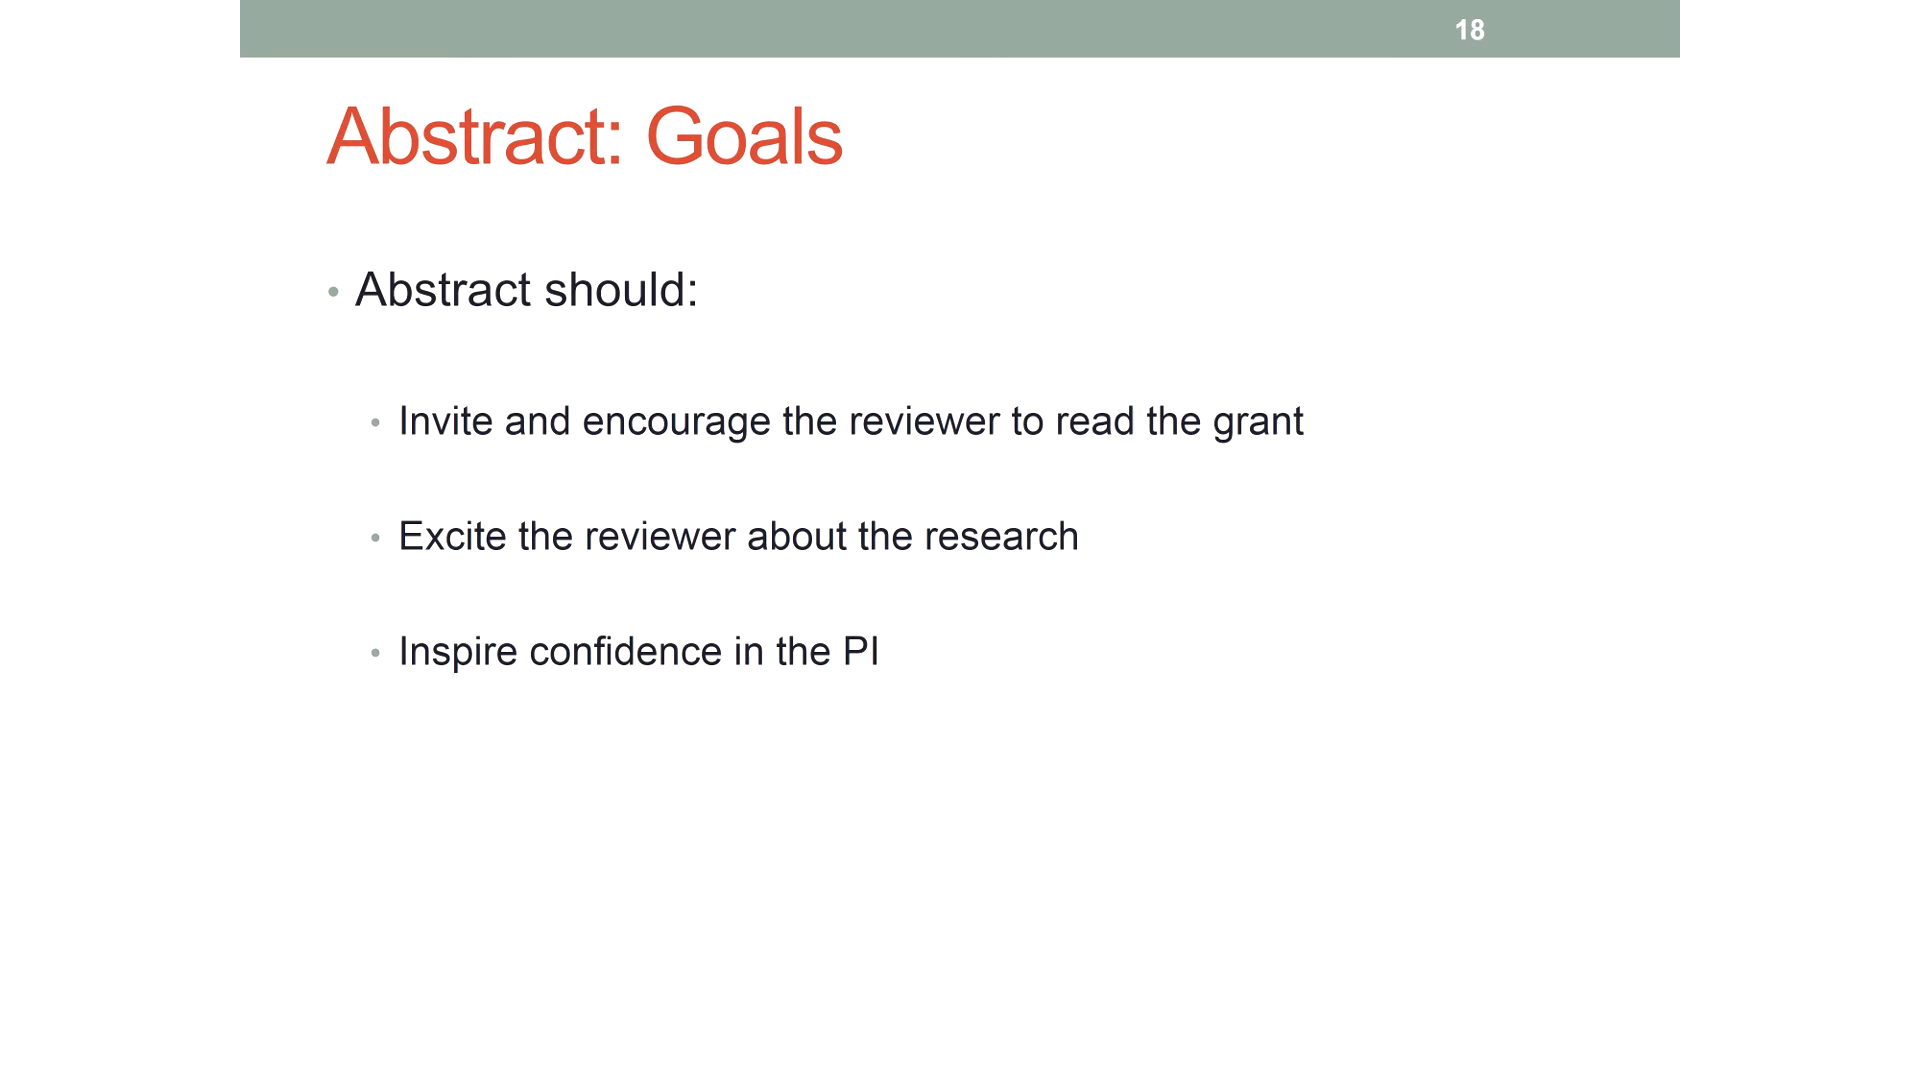 18
Abstract: Goals
• Abstract should:
• Invite and encourage the reviewer to read the grant
• Excite the reviewer about the research
• Inspire confidence in the PI